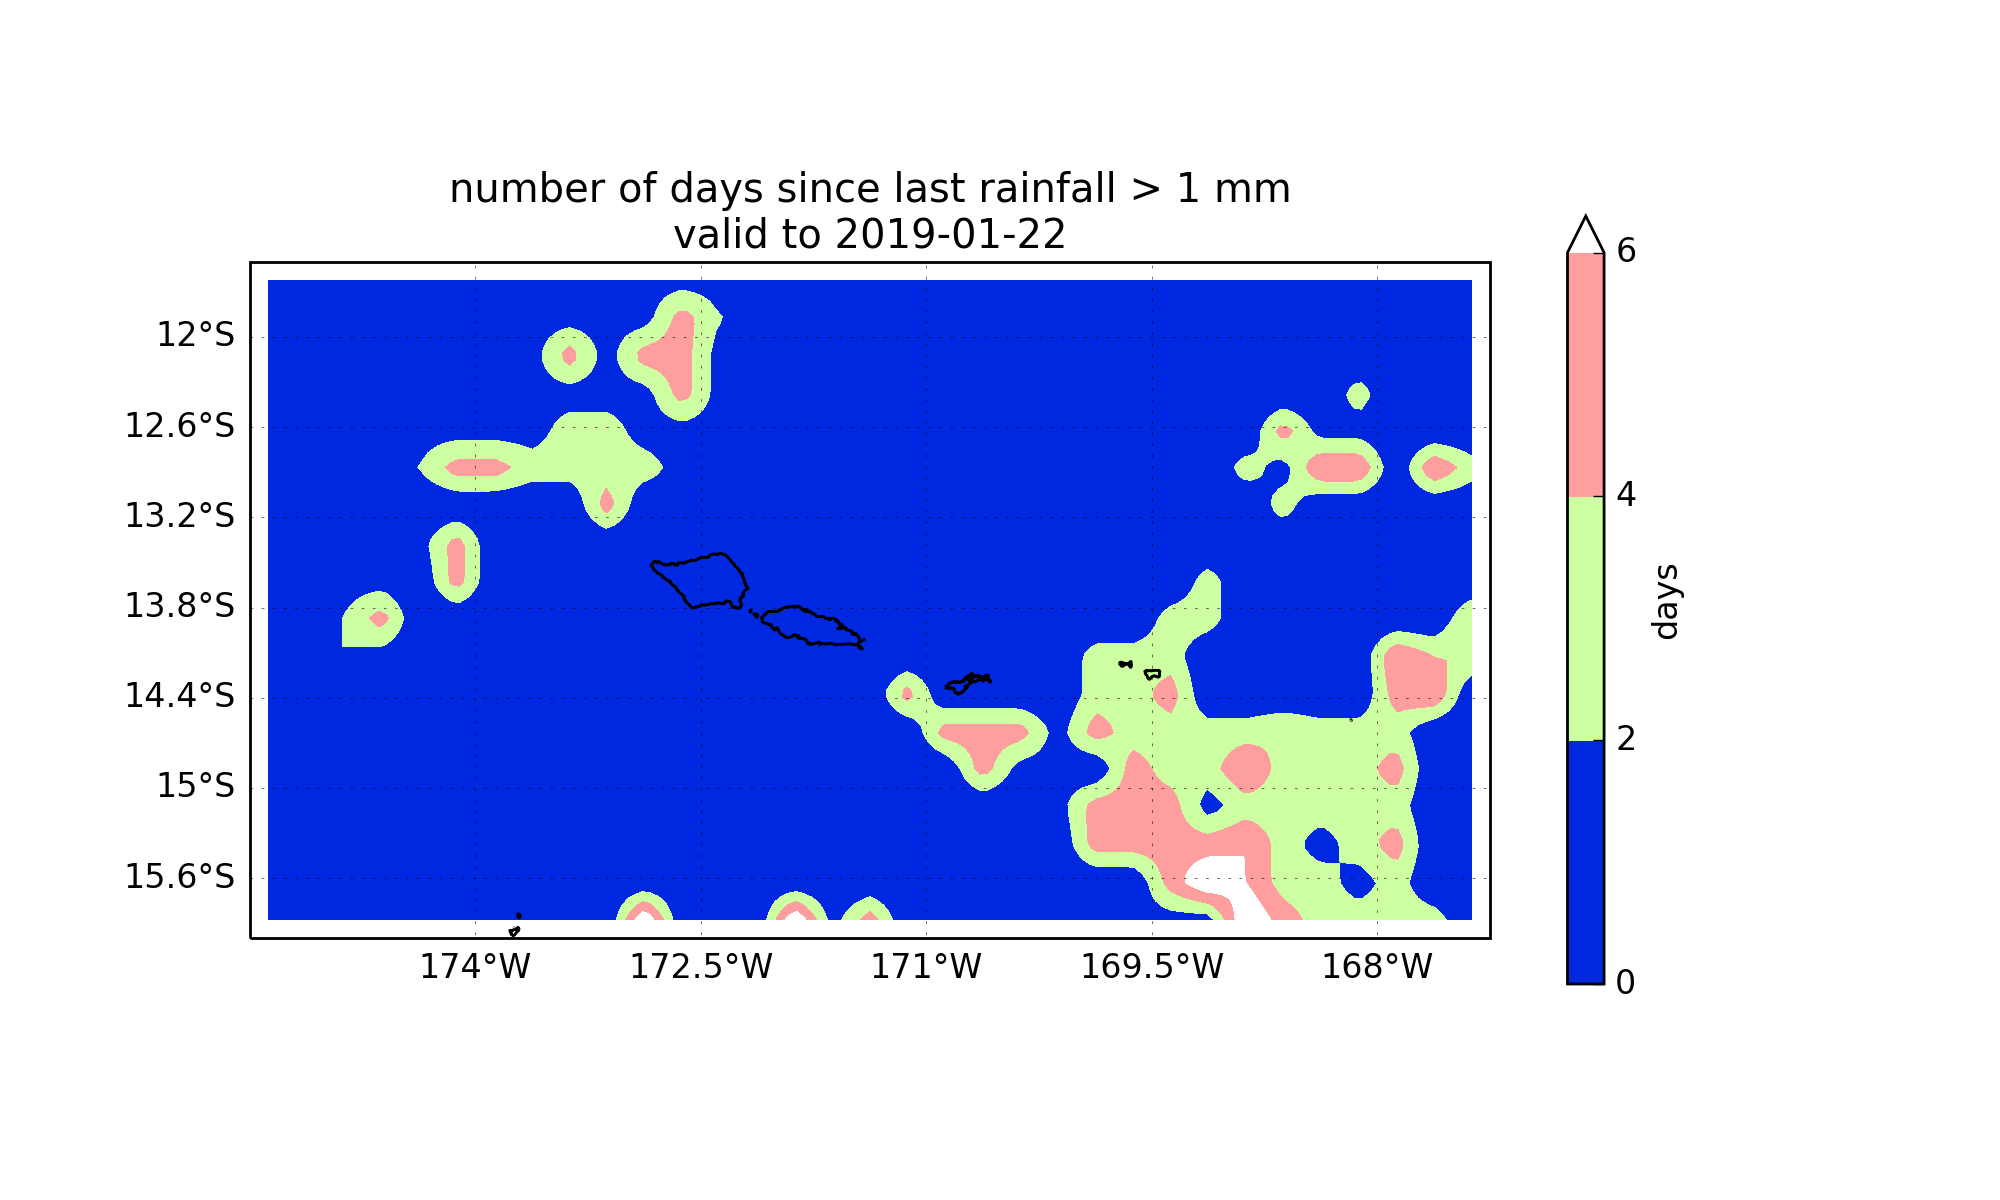 number of days since last rainfall > 1 mm
valid to 2019-01-22
12°S
12.6°S
13.2°S
13.8°S
14.4°S
15°S
15.6°S
174°W
172.5°W
171°W
169.5°W
168°W
6
4
2
0
days